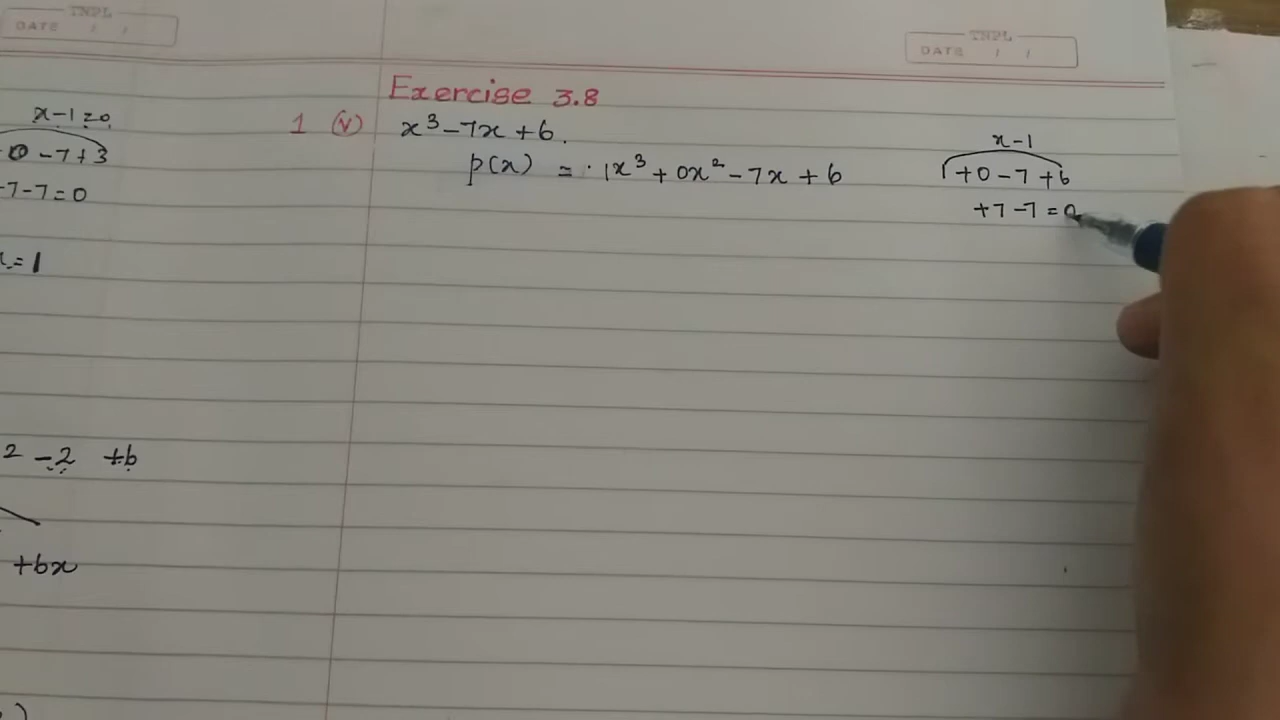 TNPL
DATE / /
TNPL
DATE / /
Exercise 3.8
x-1=0
0-7+3
-7-7=0
x=1
2 -2 +6
+6x
1 (v) x³-7x+6.
p(x) = 1x³+0x²-7x+6
x-1
1+0-7+6
+7-7=0